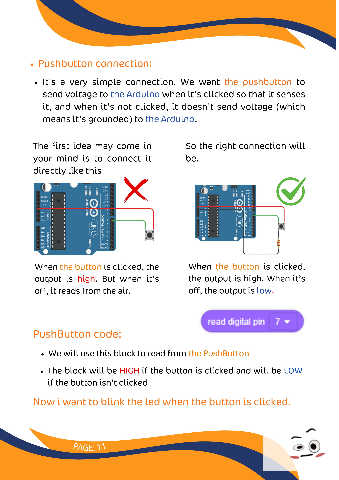 • Pushbutton connection:
• It's a very simple connection. We want the pushbutton to
send voltage to the Arduino when it's clicked so that it senses
it, and when it's not clicked, it doesn't send voltage (which
means it's grounded) to the Arduino.
The first idea may come in
your mind is to connect it
directly like this
So the right connection will
be.
When the button is clicked, the
output is high. But when it's
off, it reads from the air.
When the button is clicked,
the output is high. When it's
off, the output is low.
read digital pin 7
PushButton code:
• We will use this block to read from the PushButton
• The block will be HIGH if the button is clicked and will be LOW
if the button isn't clicked
Now i want to blink the led when the button is clicked.
PAGE 11